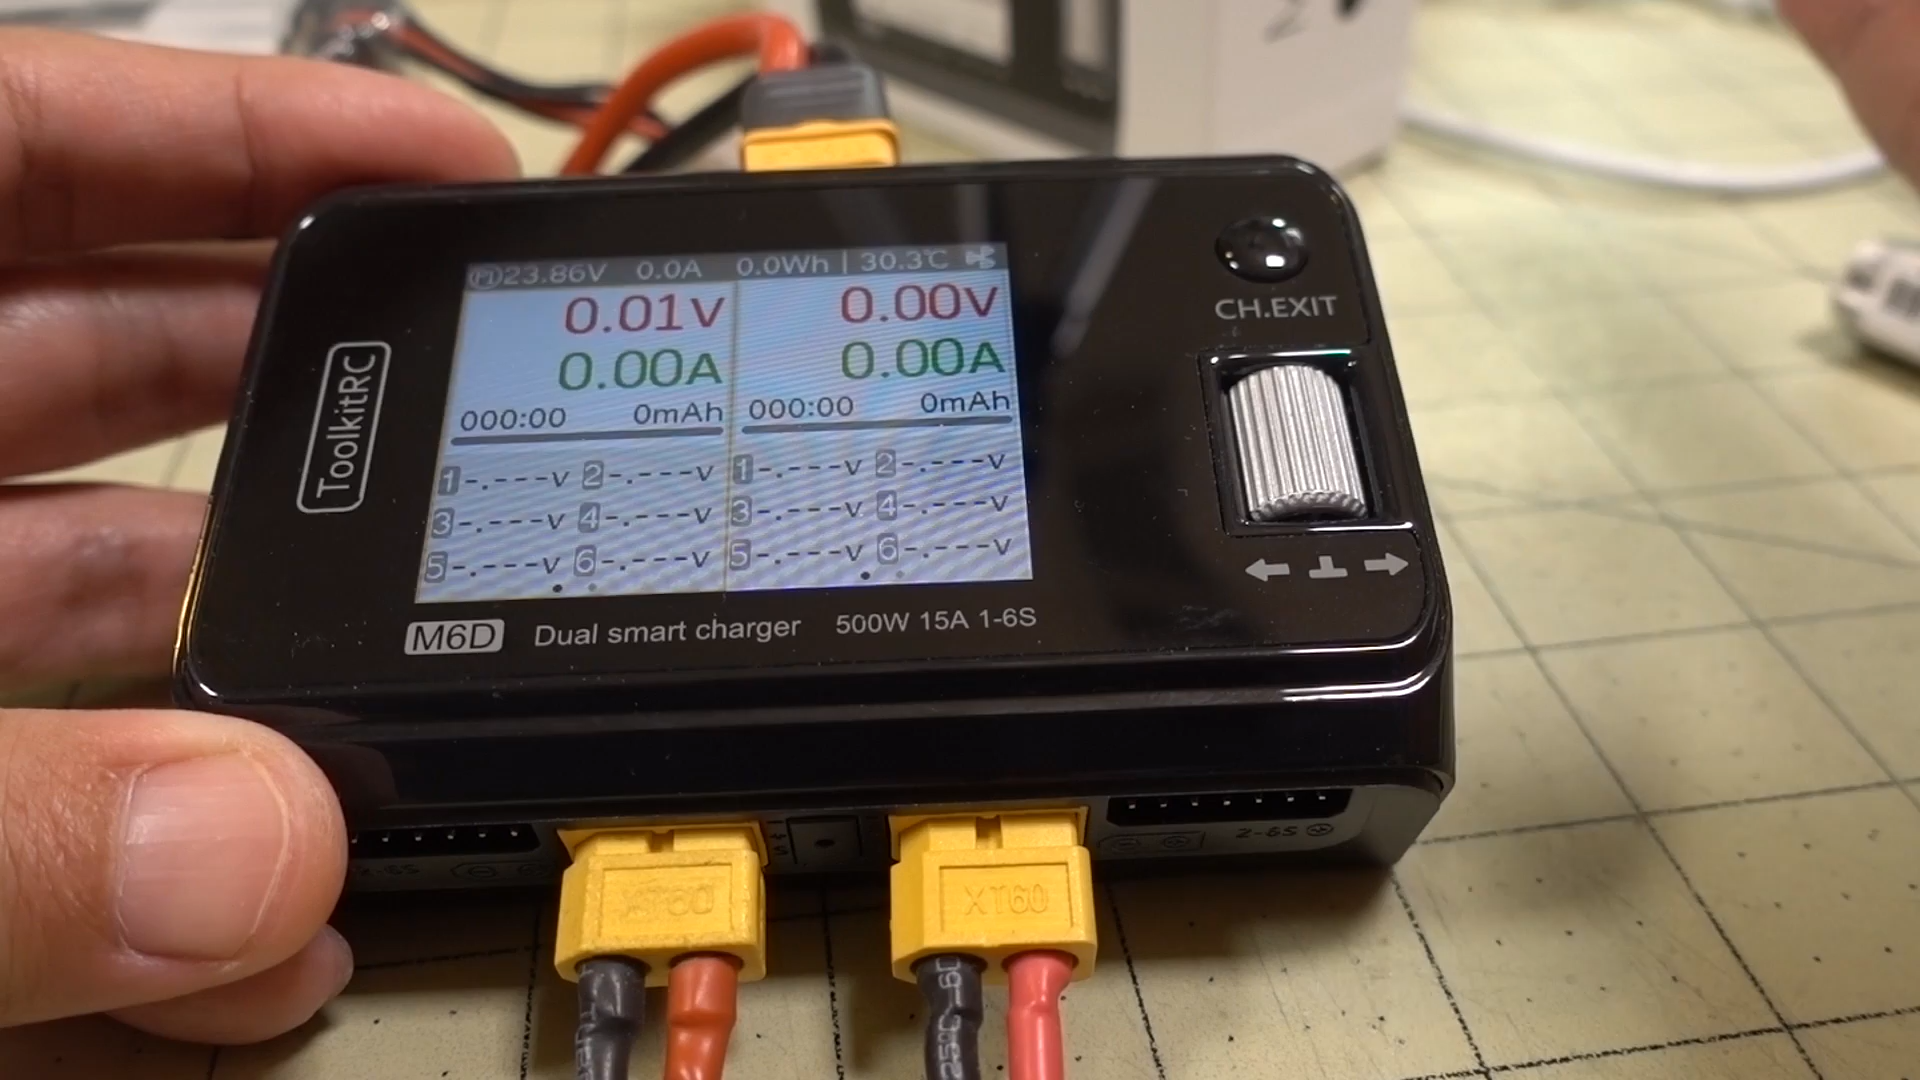 23.86V 0.0A 0.0Wh | 30.3℃
0.01V 0.00V
0.00A 0.00A
000:00 0mAh 000:00 0mAh
1 -.---V 2 -.---V 1 -.---V 2 -.---V
3 -.---V 4 -.---V 3 -.---V 4 -.---V
5 -.---V 6 -.---V 5 -.---V 6 -.---V
ToolkitRC
CH.EXIT
M6D Dual smart charger 500W 15A 1-6S
2-6S
2-6S
XT60
XT60